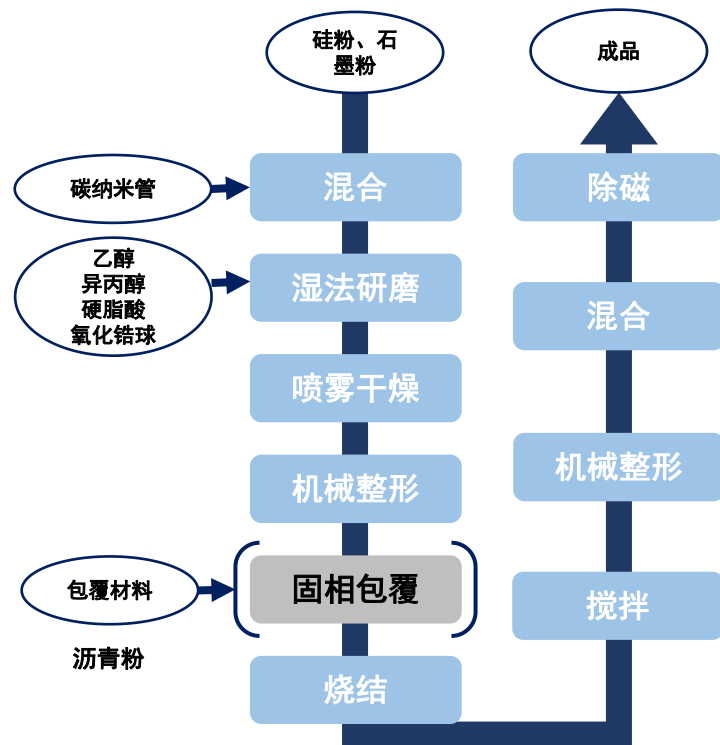 硅粉、石
墨粉
成品
碳纳米管
混合
除磁
乙醇
异丙醇
硬脂酸
氧化锆球
湿法研磨
混合
喷雾干燥
机械整形
机械整形
包覆材料
固相包覆
搅拌
沥青粉
烧结